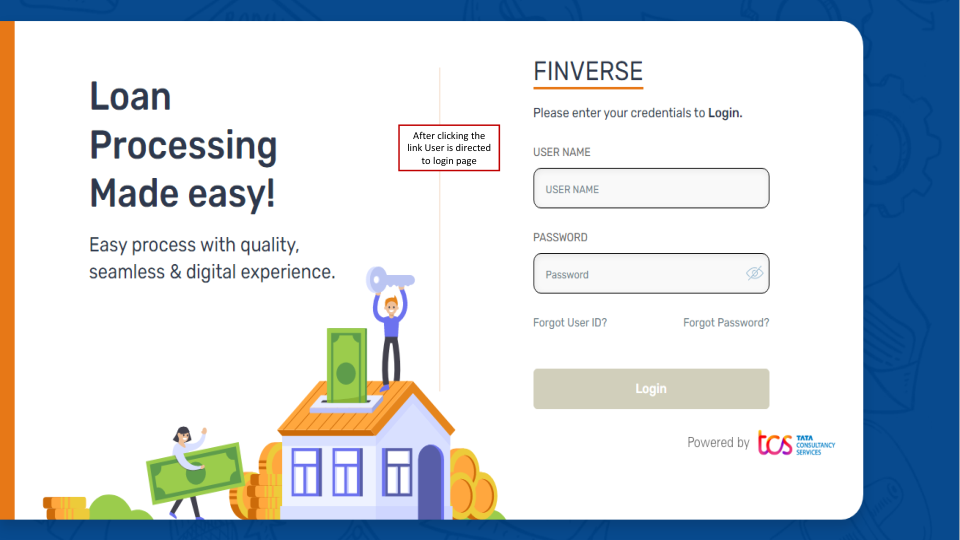 Loan
Processing
Made easy!
Easy process with quality,
seamless & digital experience.
After clicking the
link User is directed
to login page
FINVERSE
Please enter your credentials to Login.
USER NAME
USER NAME
PASSWORD
Password
Forgot User ID? Forgot Password?
Login
Powered by tcs TATA
CONSULTANCY
SERVICES